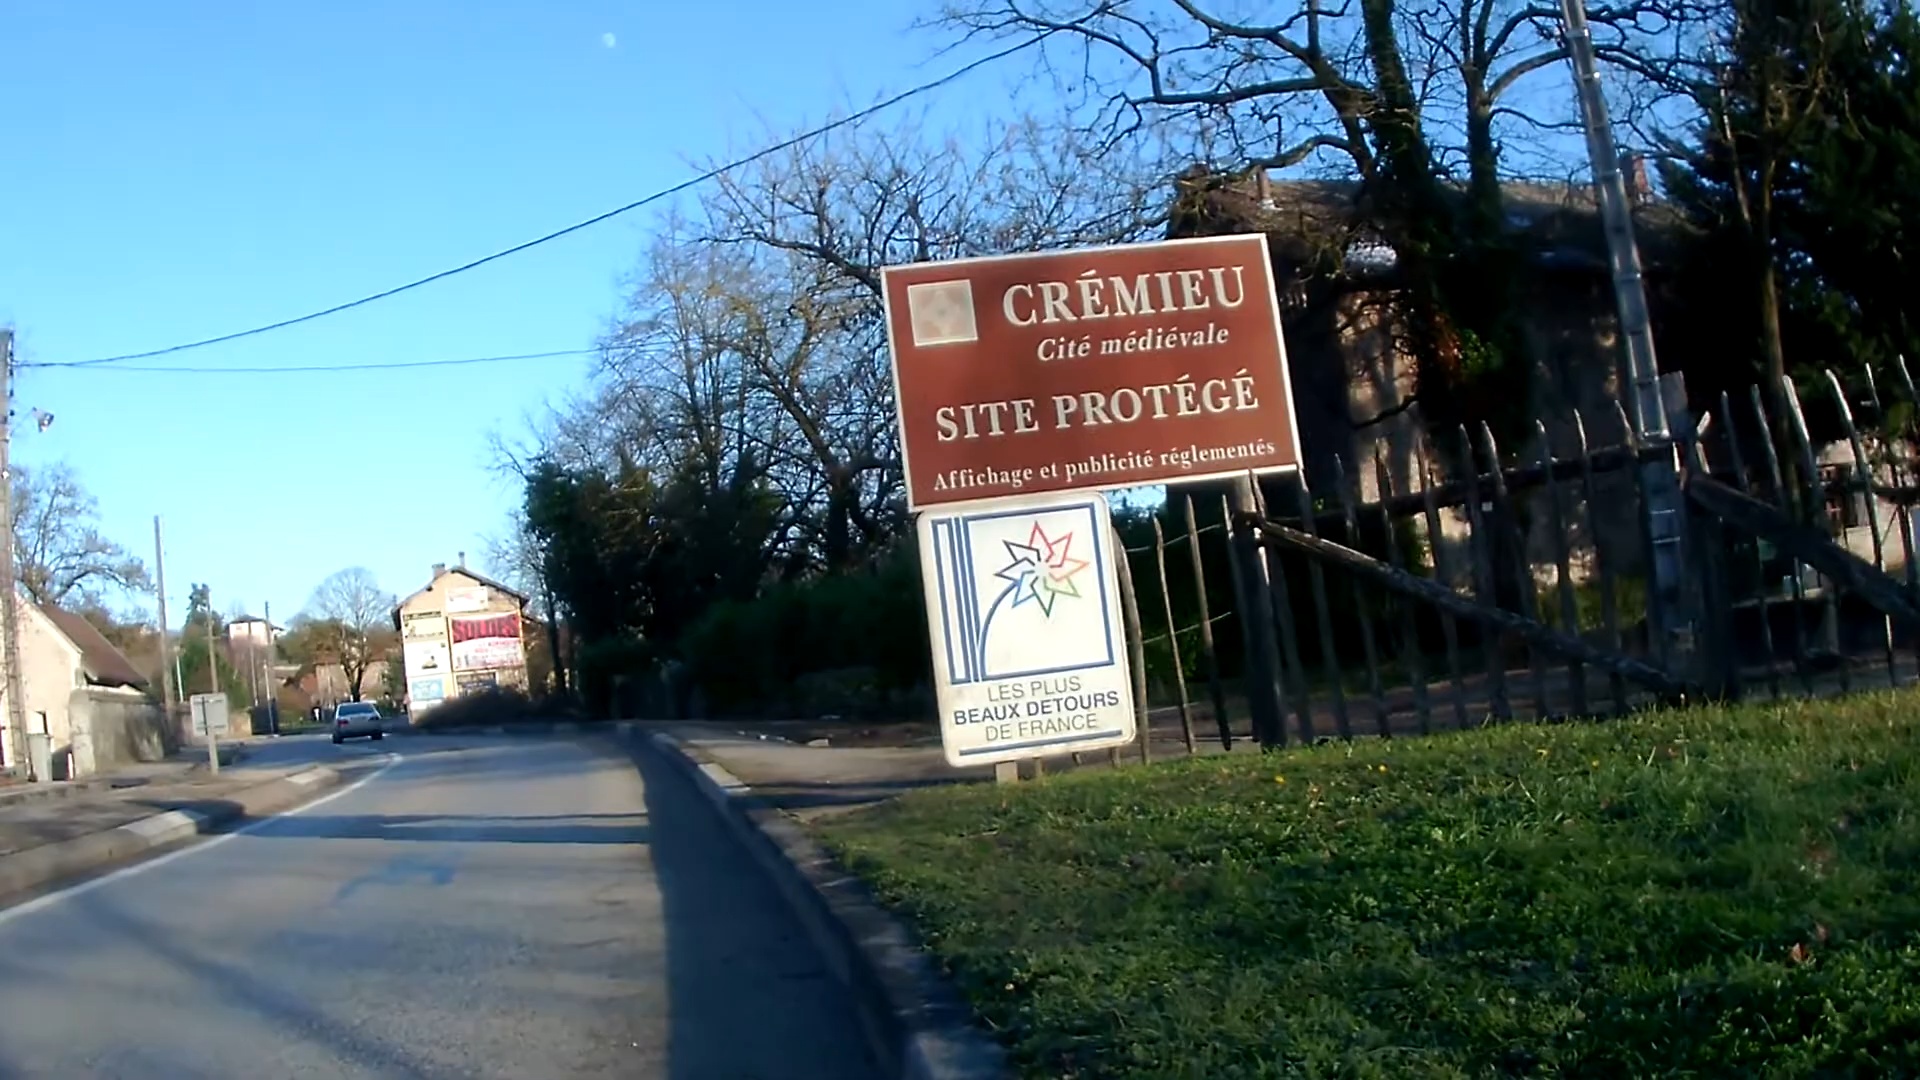 CRÉMIEU
Cité médiévale
SITE PROTÉGÉ
Affichage et publicité réglementés
LES PLUS
BEAUX DETOURS
DE FRANCE
SOLDES